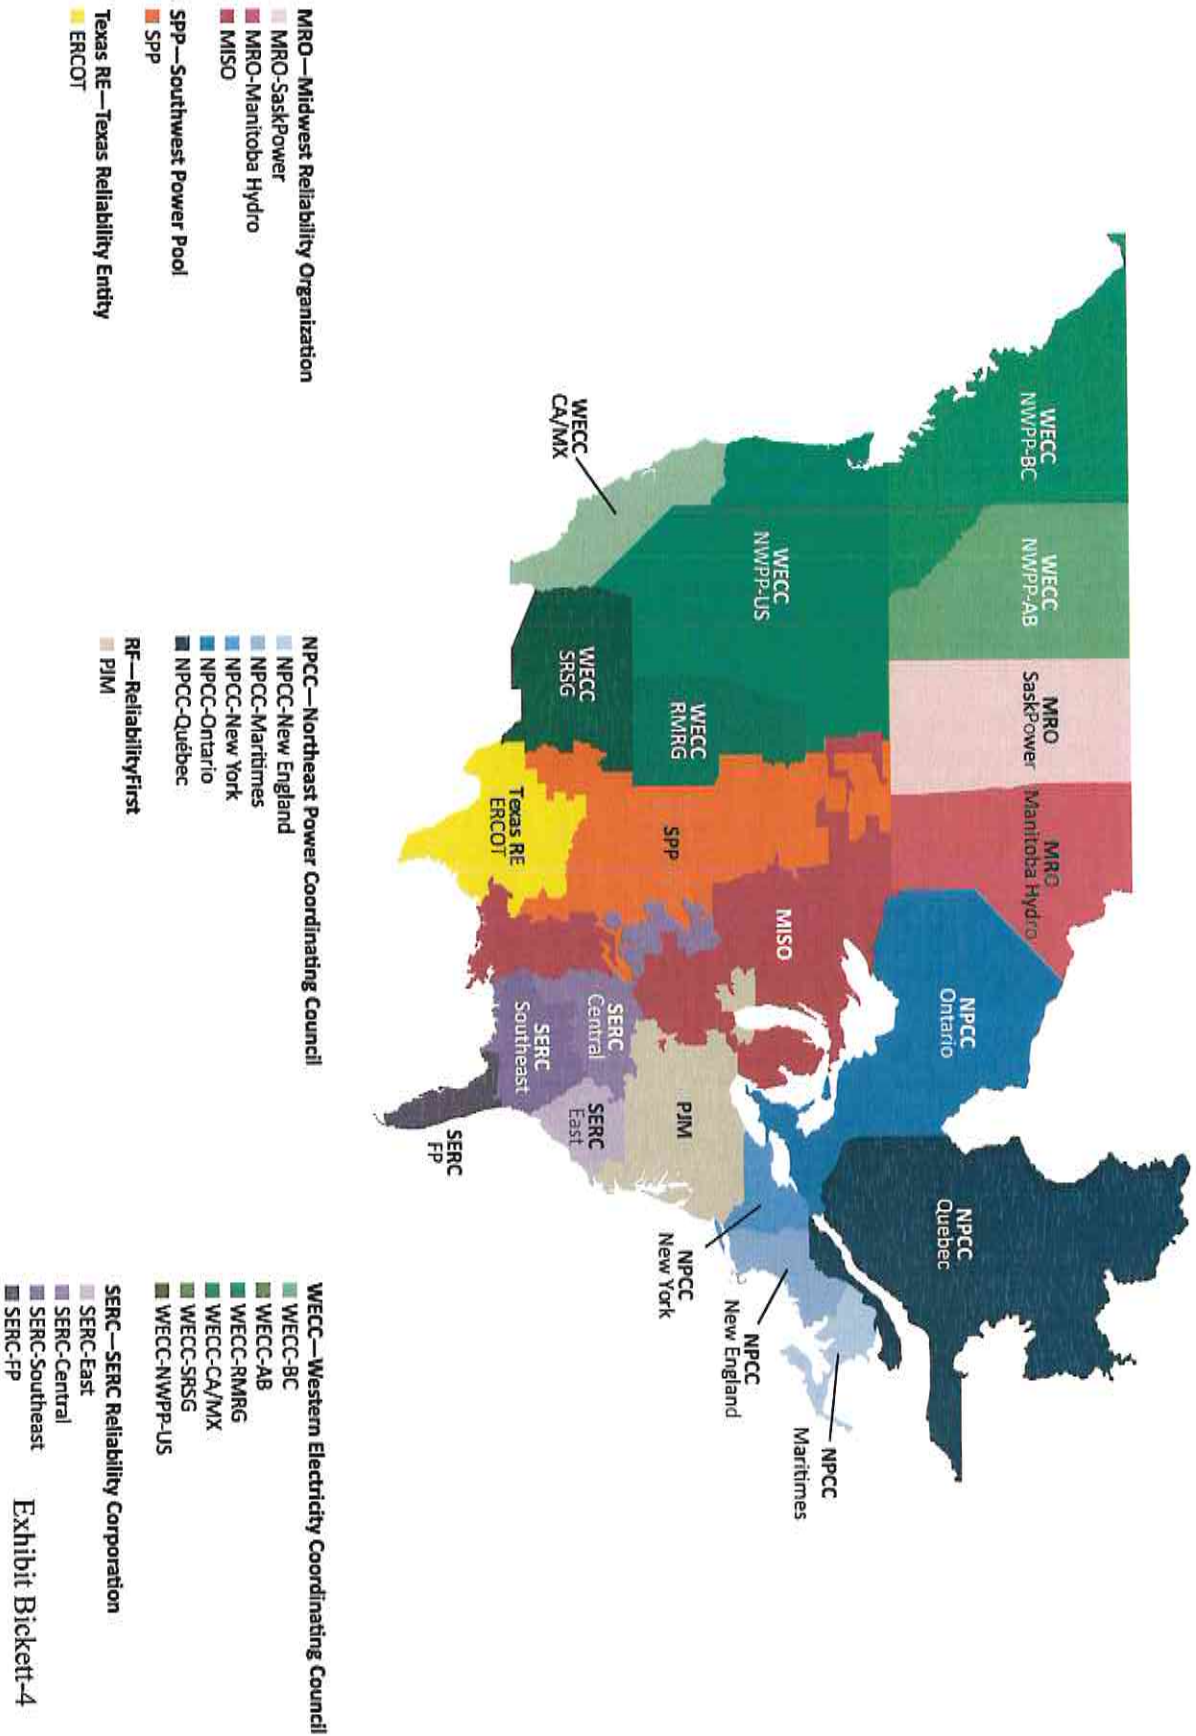 WECC
NWPP-BC
WECC
NWPP-AB
MRO
SaskPower
MRO
Manitoba Hydro
NPCC
Ontario
NPCC
Quebec
WECC
NWPP-US
MISO
WECC
RMRG
SPP
WECC
CA/MX
WECC
SRSG
Texas RE
ERCOT
SERC
Central
SERC
Southeast
SERC
East
PJM
SERC
FP
NPCC
New York
NPCC
New England
NPCC
Maritimes
MRO—Midwest Reliability Organization
MRO-SaskPower
MRO-Manitoba Hydro
MISO
SPP—Southwest Power Pool
SPP
Texas RE—Texas Reliability Entity
ERCOT
NPCC—Northeast Power Coordinating Council
NPCC-New England
NPCC-Maritimes
NPCC-New York
NPCC-Ontario
NPCC-Québec
RF—ReliabilityFirst
PJM
WECC—Western Electricity Coordinating Council
WECC-BC
WECC-AB
WECC-RMRG
WECC-CA/MX
WECC-SRSG
WECC-NWPP-US
SERC—SERC Reliability Corporation
SERC-East
SERC-Central
SERC-Southeast
SERC-FP
Exhibit Bickett-4